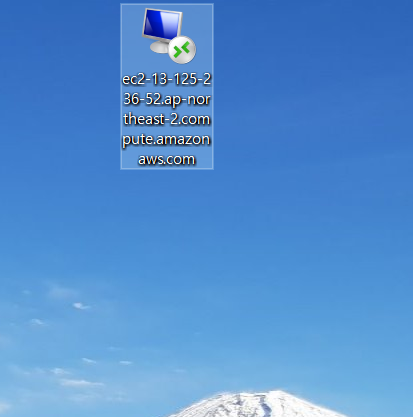 ec2-13-125-2
36-52.ap-nor
theast-2.com
pute.amazon
aws.com